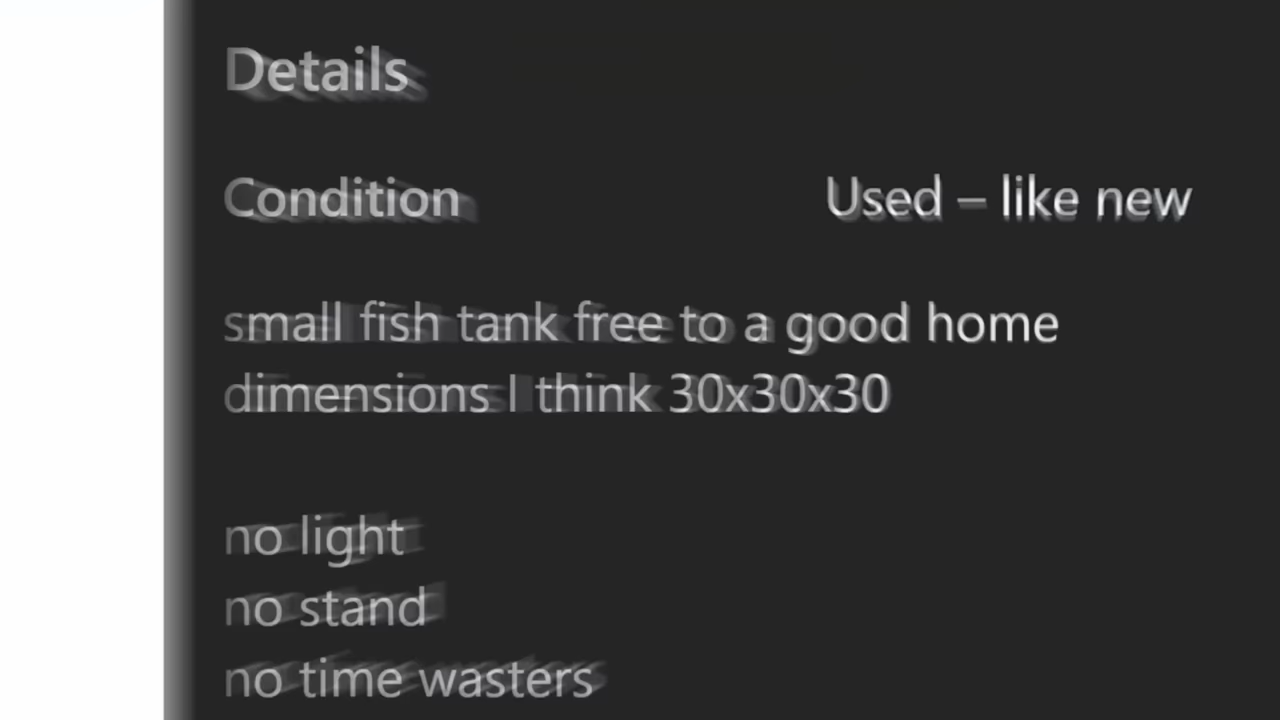 Details
Condition Used – like new
small fish tank free to a good home
dimensions I think 30x30x30
no light
no stand
no time wasters